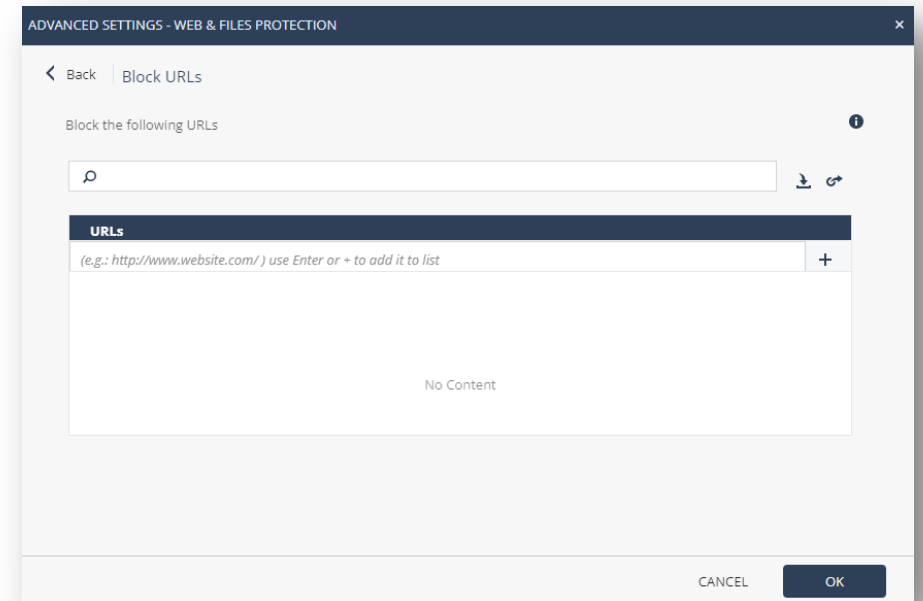 ADVANCED SETTINGS - WEB & FILES PROTECTION
Back
Block URLs
Block the following URLs
URLs
(e.g.: http://www.website.com/ ) use Enter or + to add it to list
No Content
CANCEL
OK